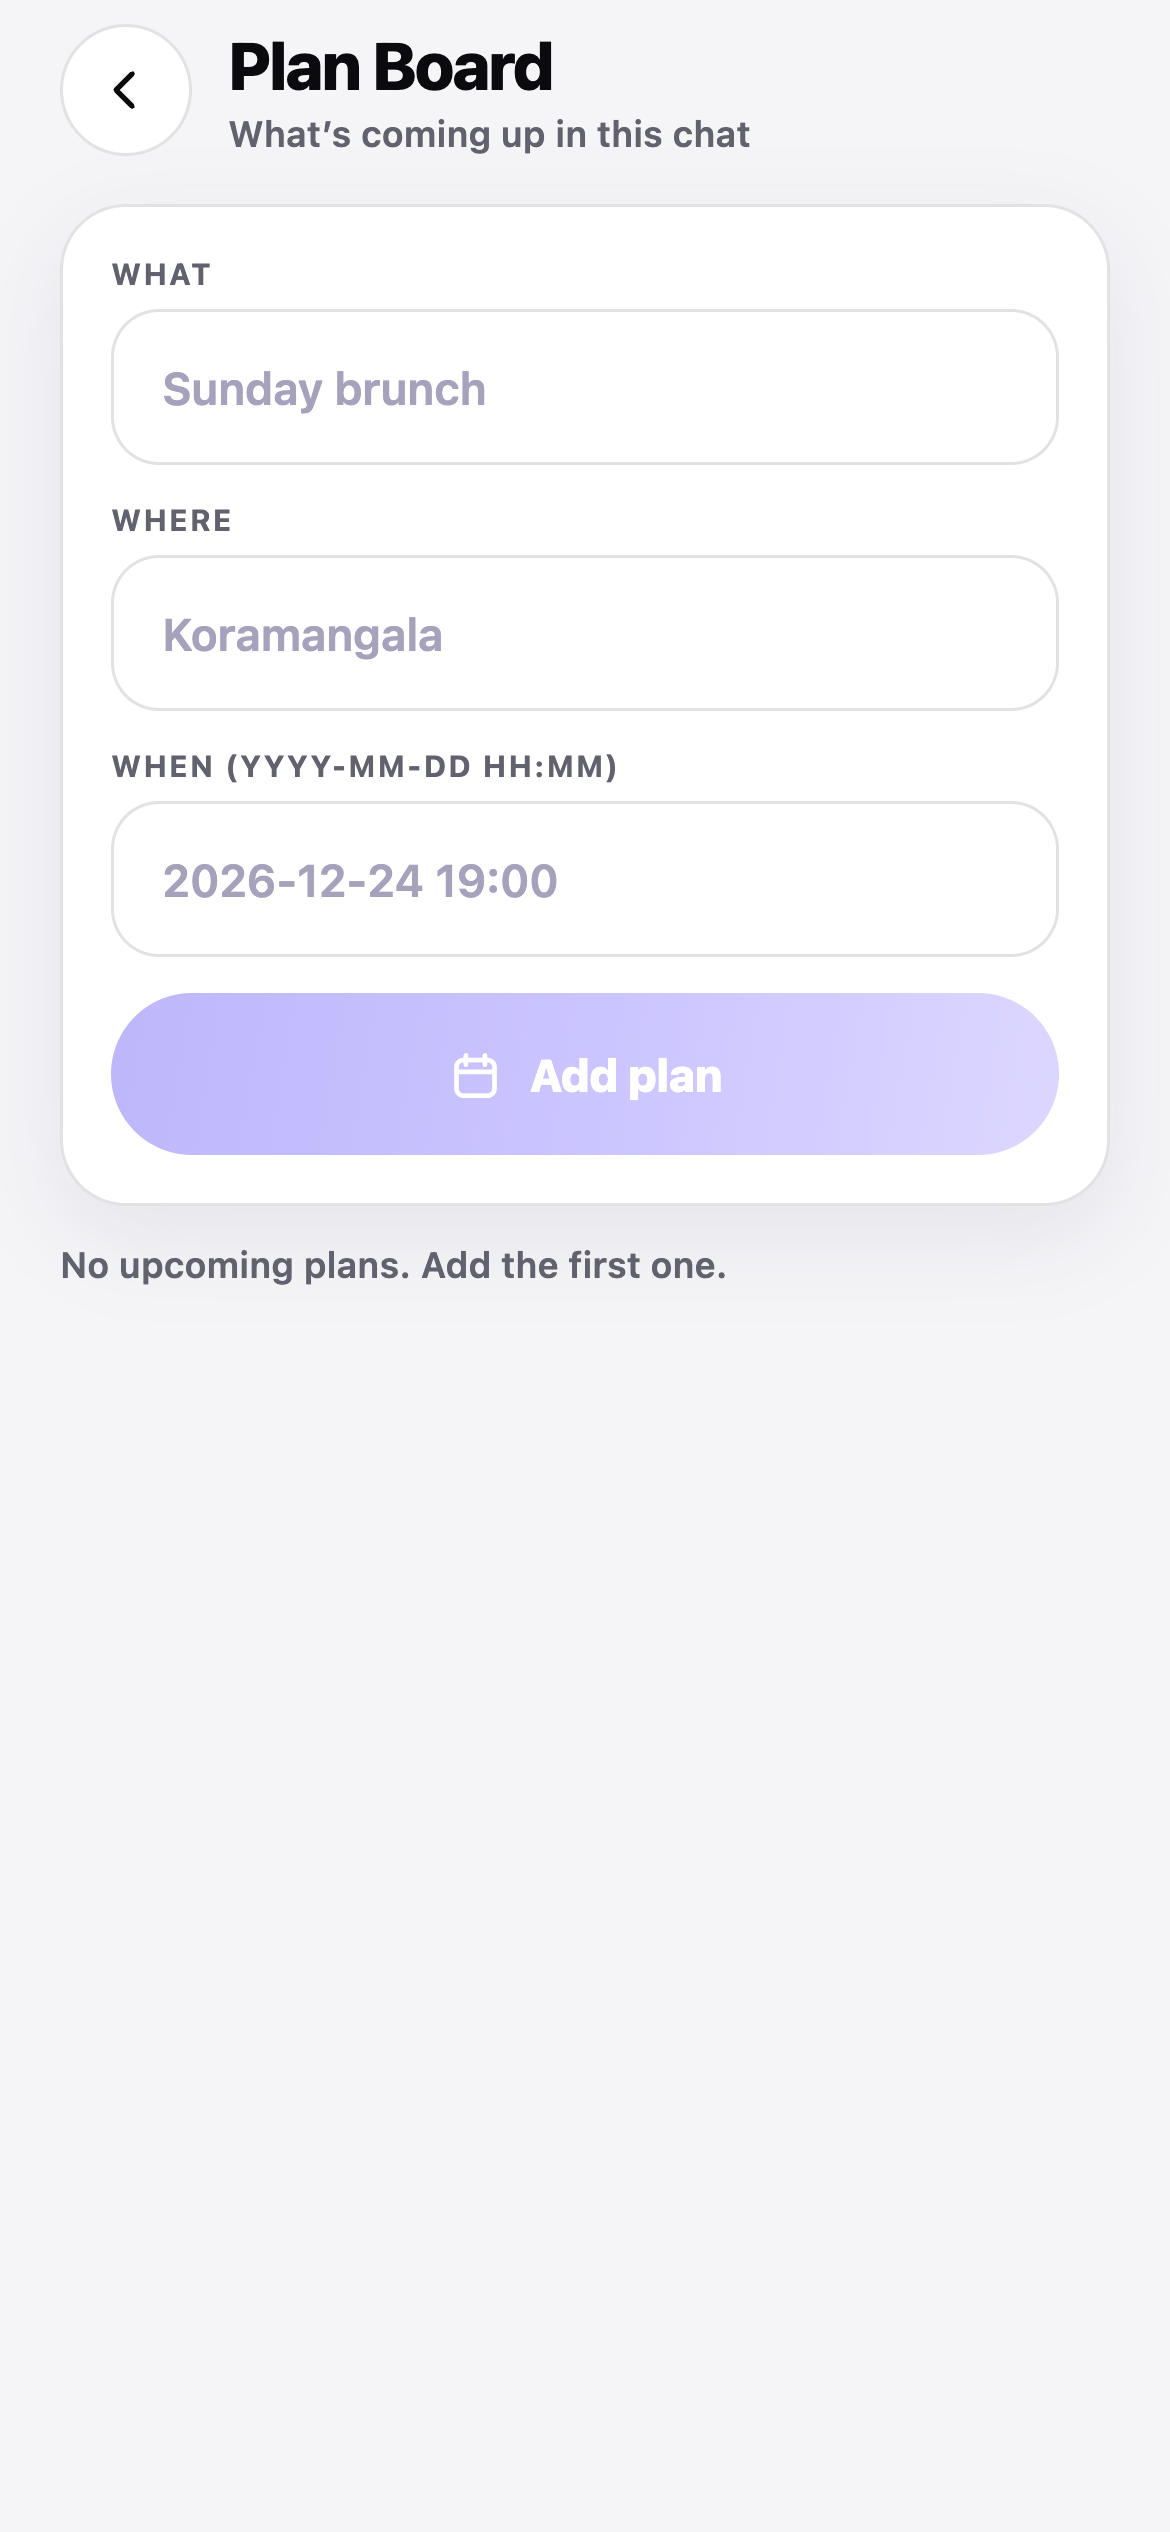 Plan Board
What’s coming up in this chat
WHAT
Sunday brunch
WHERE
Koramangala
WHEN (YYYY-MM-DD HH:MM)
2026-12-24 19:00
Add plan
No upcoming plans. Add the first one.